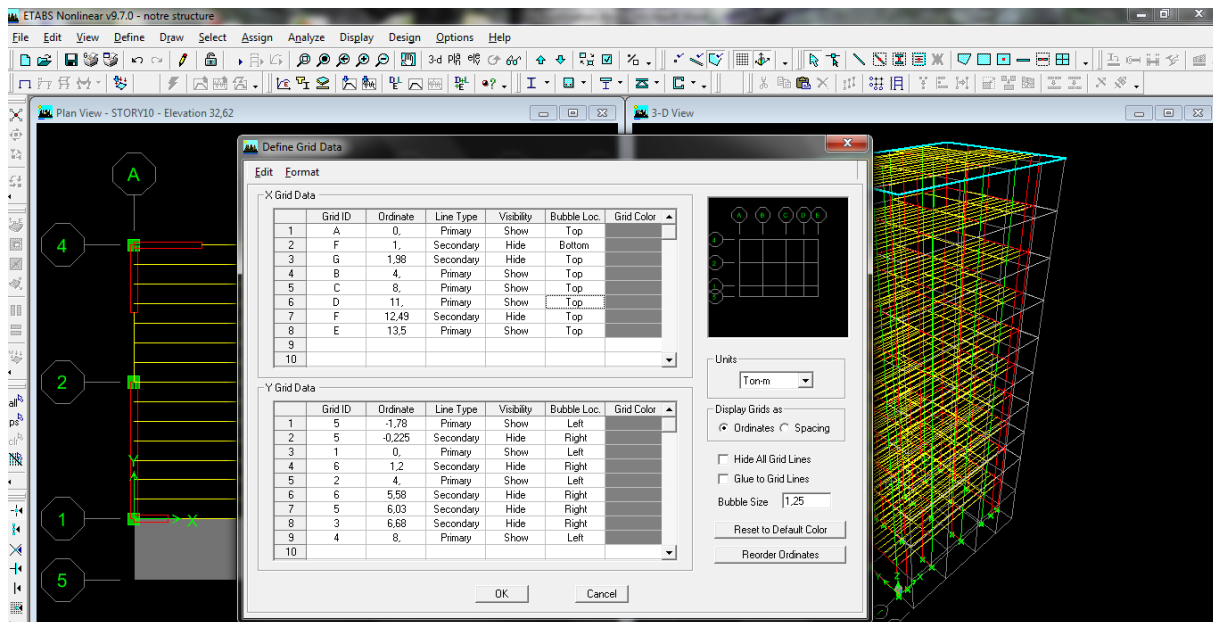 ETABS Nonlinear v9.7.0 - notre structure
File Edit View Define Draw Select Assign Analyze Display Design Options Help
3-d
Plan View - STORY10 - Elevation 32,62
3-D View
A
4
2
1
5
Y
X
Define Grid Data
Edit Format
X Grid Data
Grid ID Ordinate Line Type Visibility Bubble Loc. Grid Color
1 A 0, Primary Show Top
2 F 1, Secondary Hide Bottom
3 G 1,98 Secondary Hide Top
4 B 4, Primary Show Top
5 C 8, Primary Show Top
6 D 11, Primary Show Top
7 F 12,49 Secondary Hide Top
8 E 13,5 Primary Show Top
9
10
Y Grid Data
Grid ID Ordinate Line Type Visibility Bubble Loc. Grid Color
1 5 -1,78 Primary Show Left
2 5 -0,225 Secondary Hide Right
3 1 0, Primary Show Left
4 6 1,2 Secondary Hide Right
5 2 4, Primary Show Left
6 6 5,58 Secondary Hide Right
7 5 6,03 Secondary Hide Right
8 3 6,68 Secondary Hide Right
9 4 8, Primary Show Left
10
A B C D E
4
2
1
5
Units
Ton-m
Display Grids as
Ordinates Spacing
Hide All Grid Lines
Glue to Grid Lines
Bubble Size 1,25
Reset to Default Color
Reorder Ordinates
OK Cancel
all
ps
clr
Y Z X